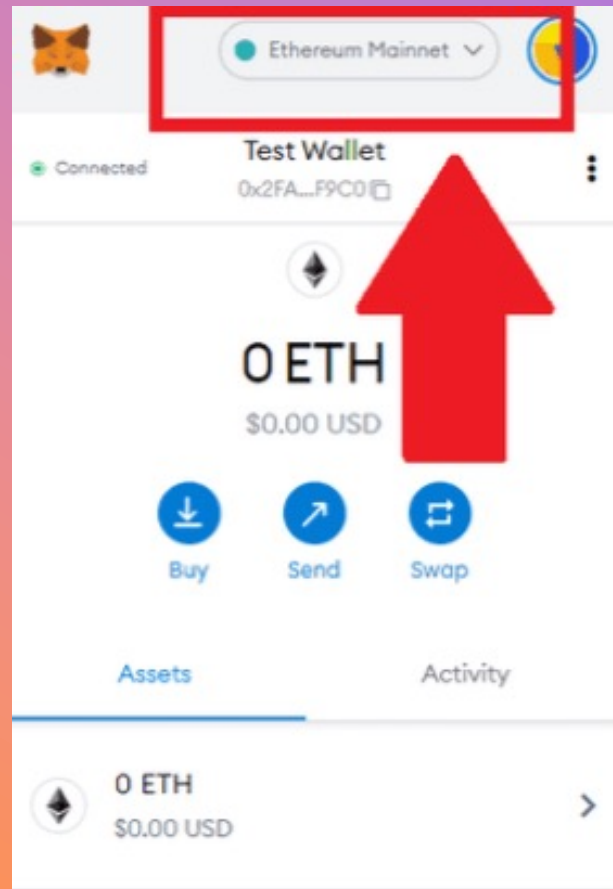 Ethereum Mainnet
Connected
Test Wallet
0x2FA...F9C0
0 ETH
$0.00 USD
Buy Send Swap
Assets Activity
0 ETH
$0.00 USD